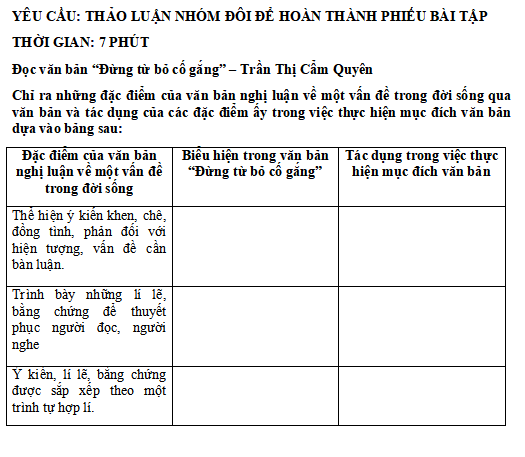 YÊU CẦU: THẢO LUẬN NHÓM ĐÔI ĐỂ HOÀN THÀNH PHIẾU BÀI TẬP
THỜI GIAN: 7 PHÚT
Đọc văn bản “Đừng từ bỏ cố gắng” – Trần Thị Cẩm Quyên
Chỉ ra những đặc điểm của văn bản nghị luận về một vấn đề trong đời sống qua
văn bản và tác dụng của các đặc điểm ấy trong việc thực hiện mục đích văn bản
dựa vào bảng sau:
Đặc điểm của văn bản
nghị luận về một vấn đề
trong đời sống
Biểu hiện trong văn bản
“Đừng từ bỏ cố gắng”
Tác dụng trong việc thực
hiện mục đích văn bản
Thể hiện ý kiến khen, chê,
đồng tình, phản đối với
hiện tượng, vấn đề cần
bàn luận.
Trình bày những lí lẽ,
bằng chứng để thuyết
phục người đọc, người
nghe
Ý kiến, lí lẽ, bằng chứng
được sắp xếp theo một
trình tự hợp lí.